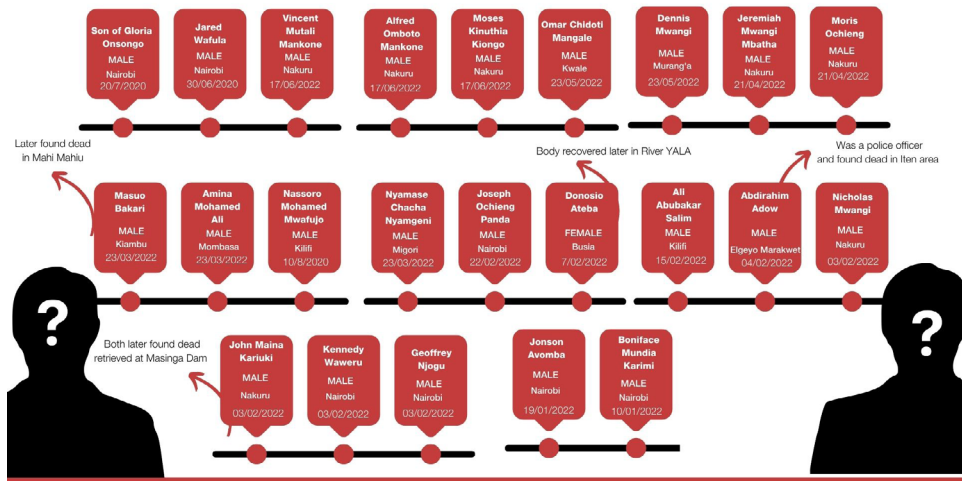 Son of Gloria
Onsongo
MALE
Nairobi
20/7/2020
Jared
Wafula
MALE
Nairobi
30/06/2020
Vincent
Mutali
Mankone
MALE
Nakuru
17/06/2022
Alfred
Omboto
Mankone
MALE
Nakuru
17/06/2022
Moses
Kinuthia
Kiongo
MALE
Nakuru
17/06/2022
Omar Chidoti
Mangale
MALE
Kwale
23/05/2022
Dennis
Mwangi
MALE
Murang'a
23/05/2022
Jeremiah
Mwangi
Mbatha
MALE
Nakuru
21/04/2022
Moris
Ochieng
MALE
Nakuru
21/04/2022
Later found dead
in Mahi Mahiu
Body recovered later in River YALA
Was a police officer
and found dead in Iten area
Masuo
Bakari
MALE
Kiambu
23/03/2022
Amina
Mohamed
Ali
MALE
Mombasa
23/03/2022
Nassoro
Mohamed
Mwafujo
MALE
Kilifi
10/8/2020
Nyamase
Chacha
Nyamgeni
MALE
Migori
23/03/2022
Joseph
Ochieng
Panda
MALE
Nairobi
22/02/2022
Donosio
Ateba
FEMALE
Busia
7/02/2022
Ali
Abubakar
Salim
MALE
Kilifi
15/02/2022
Abdirahim
Adow
MALE
Elgeyo Marakwet
04/02/2022
Nicholas
Mwangi
MALE
Nakuru
03/02/2022
?
?
Both later found dead
retrieved at Masinga Dam
John Maina
Kariuki
MALE
Nakuru
03/02/2022
Kennedy
Waweru
MALE
Nairobi
03/02/2022
Geoffrey
Njogu
MALE
Nairobi
03/02/2022
Jonson
Avomba
MALE
Nairobi
19/01/2022
Boniface
Mundia
Karimi
MALE
Nairobi
10/01/2022